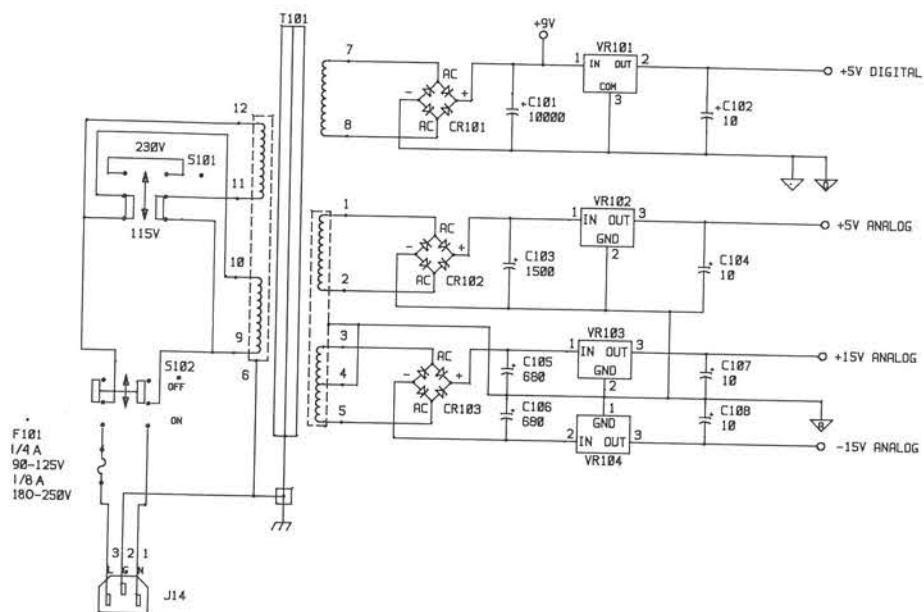 T101
+9V
7
VR101
1
IN OUT
2
+5V DIGITAL
AC
COM
- +
3
+C101
10000
+C102
10
12
8
AC
CR101
230V
S101
11
VR102
1
1
IN OUT
3
+5V ANALOG
115V
AC
GND
- +
2
C103
1500
C104
10
10
2
AC
CR102
9
3
VR103
6
AC
1
IN OUT
3
+15V ANALOG
S102
OFF
4
- +
C105
680
GND
2
C107
10
ON
5
AC
CR103
C106
680
1
GND
C108
10
2
IN OUT
3
-15V ANALOG
VR104
F101
1/4 A
90-125V
1/8 A
180-250V
3 2 1
L G N
J14